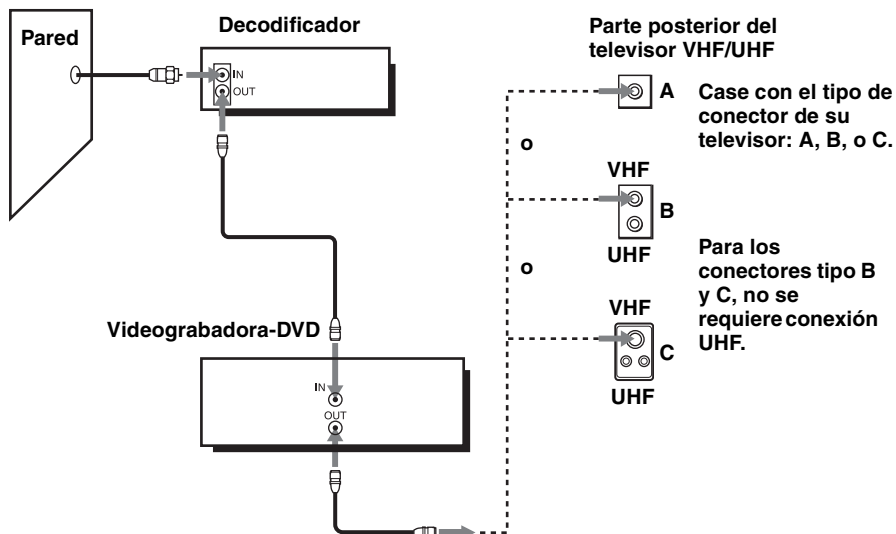 Pared
Decodificador
IN
OUT
Videograbadora-DVD
IN
OUT
Parte posterior del
televisor VHF/UHF
A
Case con el tipo de
conector de su
televisor: A, B, o C.
o
VHF
B
UHF
o
Para los
conectores tipo B
y C, no se
requiere conexión
UHF.
VHF
C
UHF